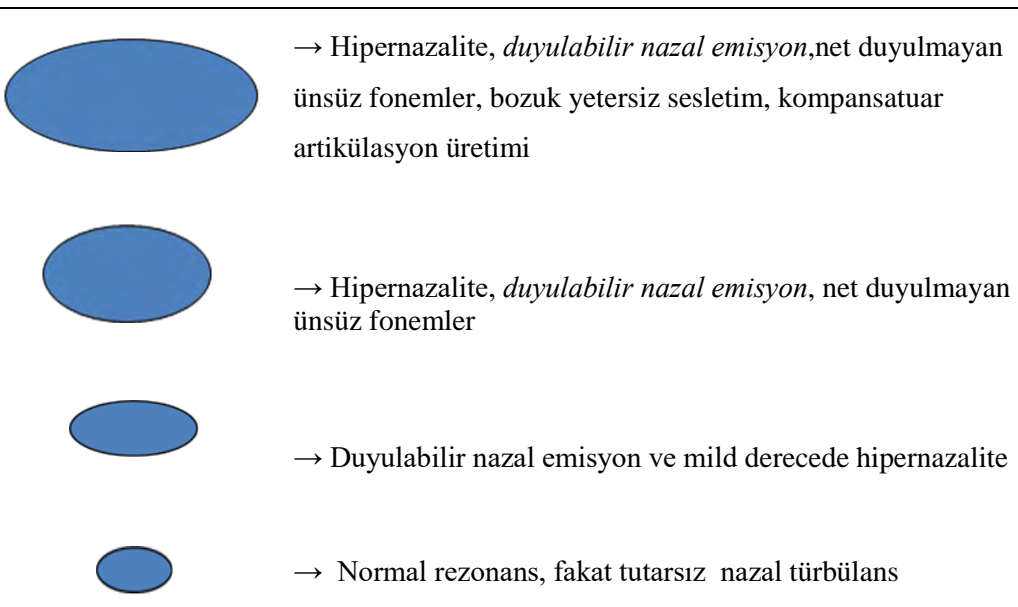 → Hipernazalite, duyulabilir nazal emisyon,net duyulmayan
ünsüz fonemler, bozuk yetersiz sesletim, kompansatuar
artikülasyon üretimi
→ Hipernazalite, duyulabilir nazal emisyon, net duyulmayan
ünsüz fonemler
→ Duyulabilir nazal emisyon ve mild derecede hipernazalite
→ Normal rezonans, fakat tutarsız nazal türbülans